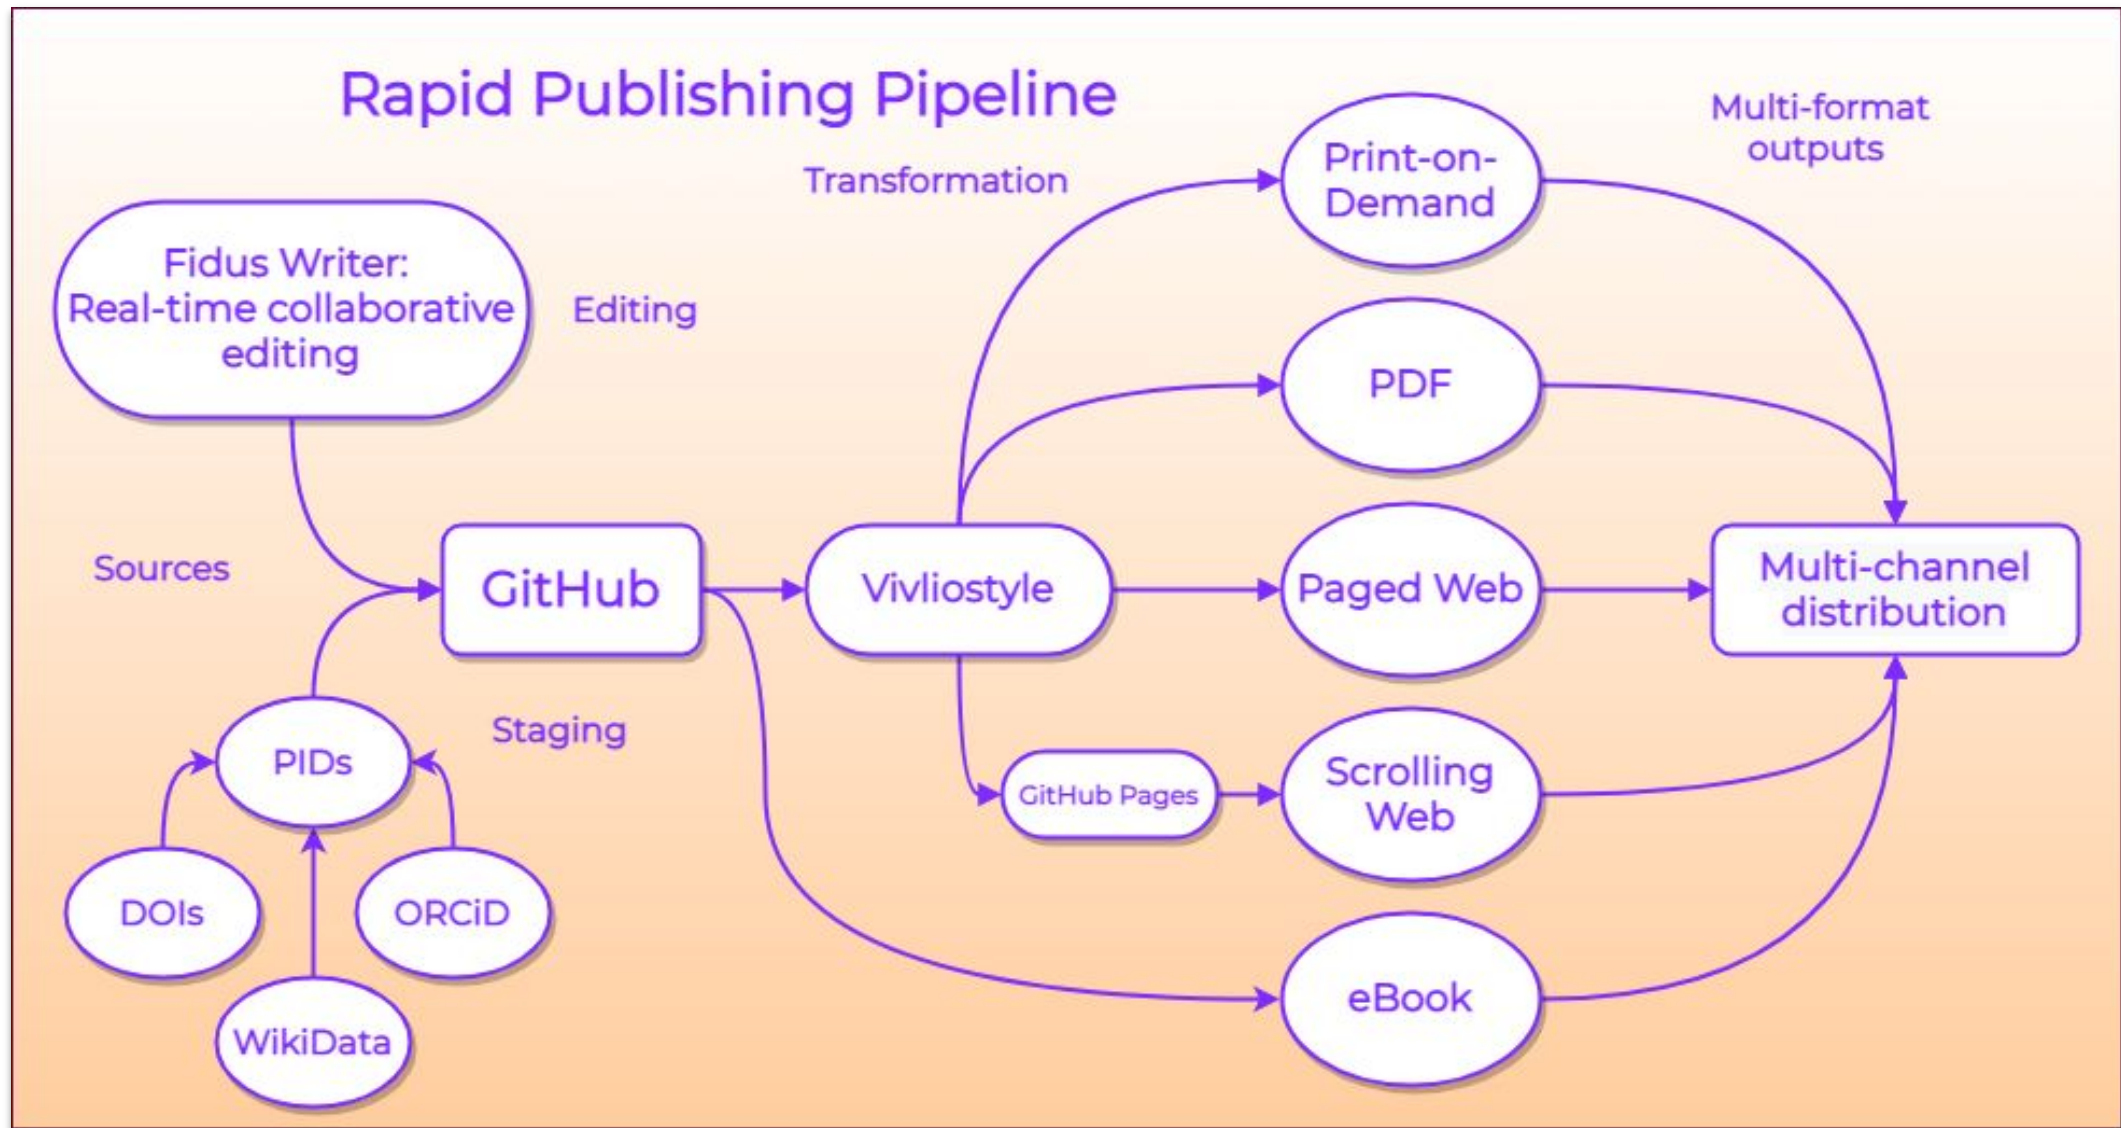 Rapid Publishing Pipeline
Multi-format
outputs
Transformation
Print-on-
Demand
Fidus Writer:
Real-time collaborative
editing
Editing
PDF
Sources
GitHub
Vivliostyle
Paged Web
Multi-channel
distribution
Staging
PIDs
GitHub Pages
Scrolling
Web
DOIs
ORCiD
eBook
WikiData